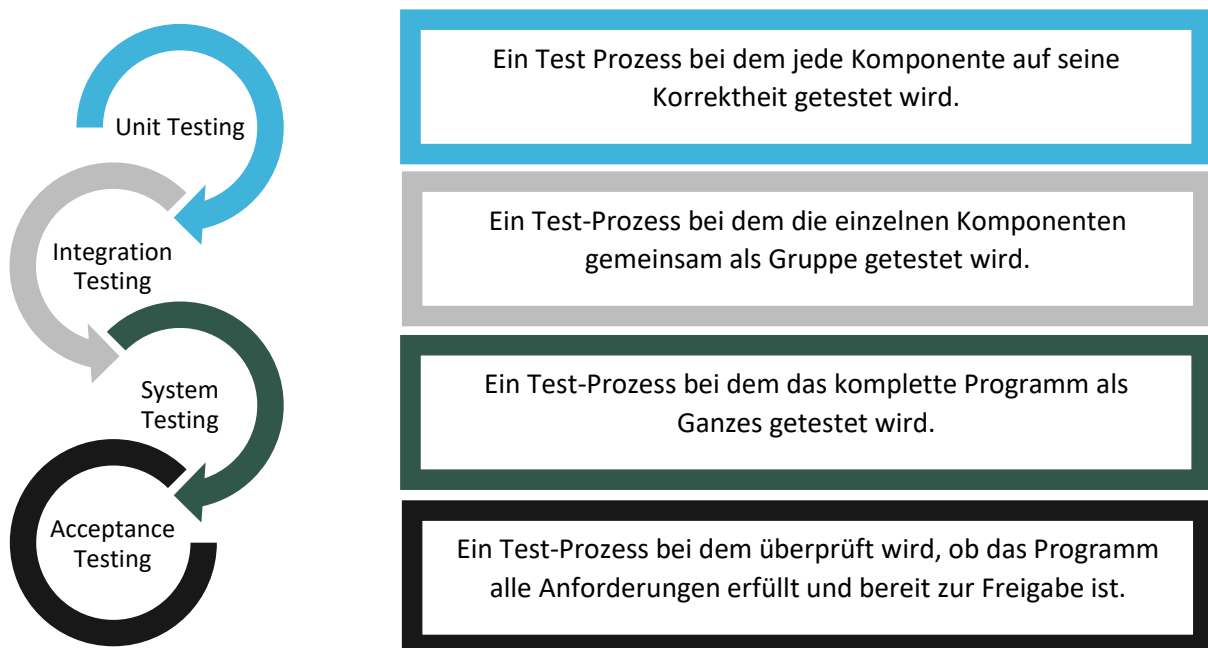 Unit Testing
Ein Test Prozess bei dem jede Komponente auf seine
Korrektheit getestet wird.
Integration
Testing
Ein Test-Prozess bei dem die einzelnen Komponenten
gemeinsam als Gruppe getestet wird.
System
Testing
Ein Test-Prozess bei dem das komplette Programm als
Ganzes getestet wird.
Acceptance
Testing
Ein Test-Prozess bei dem überprüft wird, ob das Programm
alle Anforderungen erfüllt und bereit zur Freigabe ist.